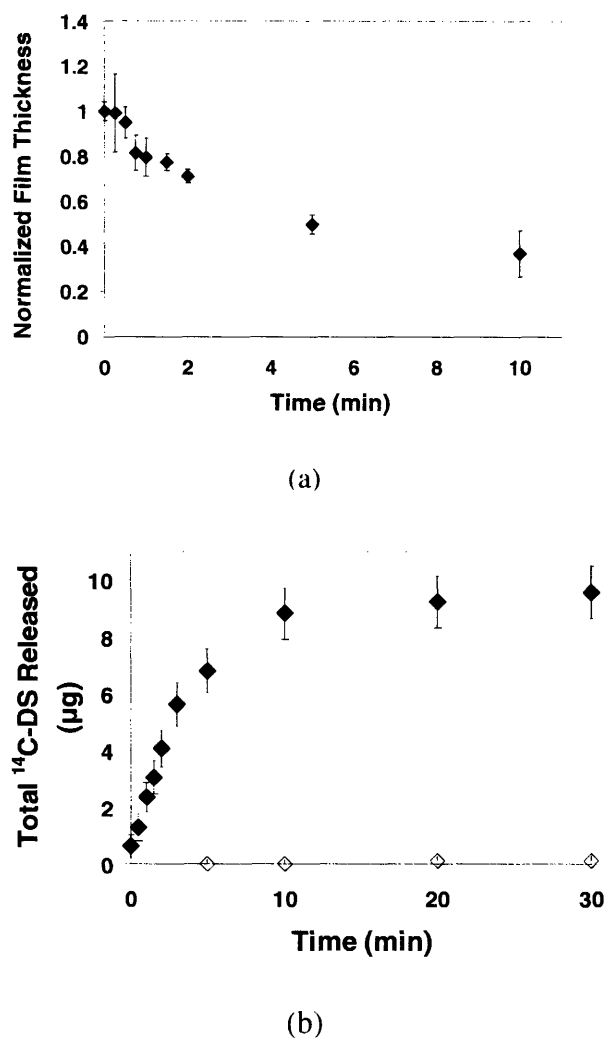 1.4
1.2
1
0.8
0.6
0.4
0.2
0
Normalized Film Thickness
0 2 4 6 8 10
Time (min)
(a)
10
8
6
4
2
0
Total ¹⁴C-DS Released
(µg)
0 10 20 30
Time (min)
(b)